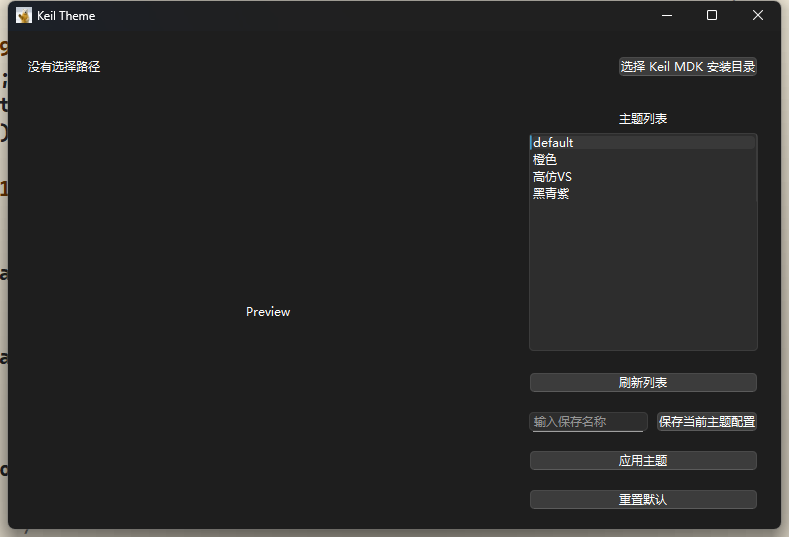 Keil Theme
没有选择路径
选择 Keil MDK 安装目录
主题列表
default
橙色
高仿VS
黑青紫
Preview
刷新列表
输入保存名称
保存当前主题配置
应用主题
重置默认